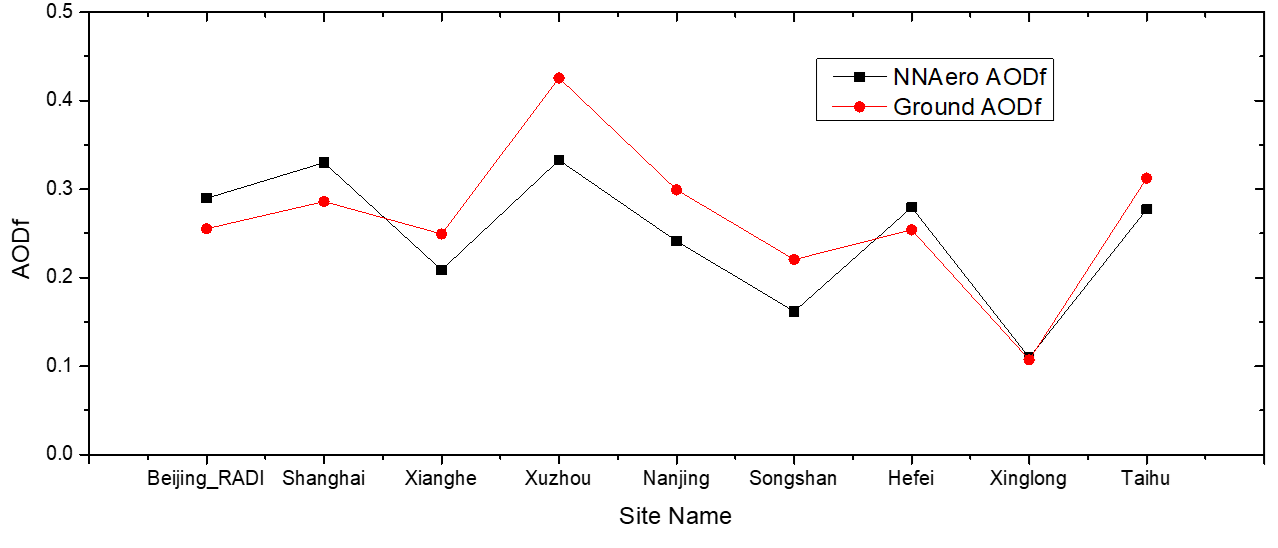 0.5
0.4
0.3
0.2
0.1
0.0
AODf
NNAero AODf
Ground AODf
Beijing_RADI Shanghai Xianghe Xuzhou Nanjing Songshan Hefei Xinglong Taihu
Site Name